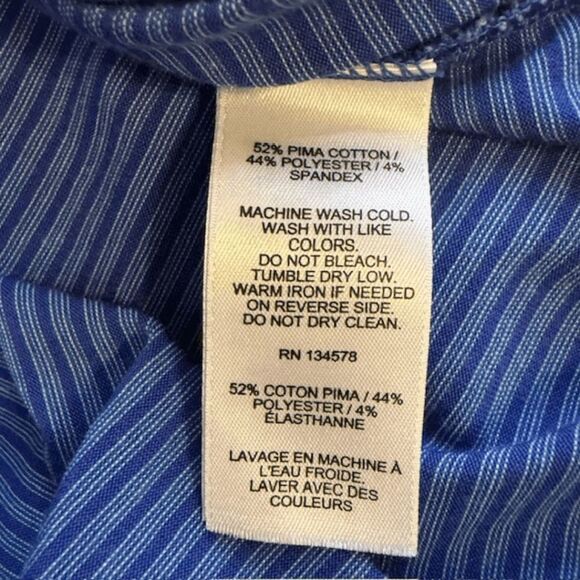 52% PIMA COTTON /
44% POLYESTER / 4%
SPANDEX
MACHINE WASH COLD.
WASH WITH LIKE
COLORS.
DO NOT BLEACH.
TUMBLE DRY LOW.
WARM IRON IF NEEDED
ON REVERSE SIDE.
DO NOT DRY CLEAN.
RN 134578
52% COTON PIMA / 44%
POLYESTER / 4%
ÉLASTHANNE
LAVAGE EN MACHINE À
L'EAU FROIDE.
LAVER AVEC DES
COULEURS